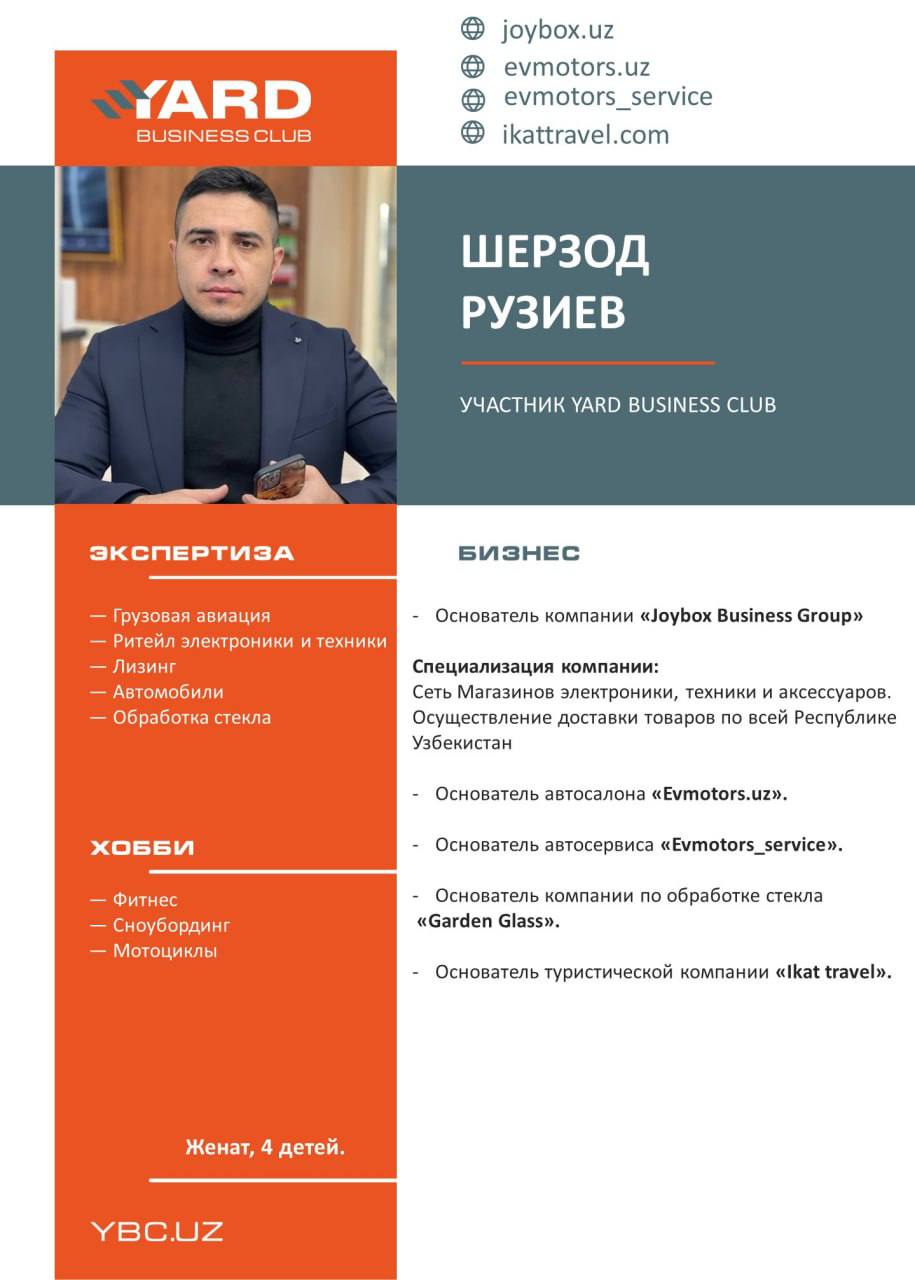 joybox.uz
evmotors.uz
evmotors_service
ikattravel.com
YARD
BUSINESS CLUB
ШЕРЗОД
РУЗИЕВ
УЧАСТНИК YARD BUSINESS CLUB
ЭКСПЕРТИЗА
— Грузовая авиация
— Ритейл электроники и техники
— Лизинг
— Автомобили
— Обработка стекла
ХОББИ
— Фитнес
— Сноубординг
— Мотоциклы
Женат, 4 детей.
YBC.UZ
БИЗНЕС
- Основатель компании «Joybox Business Group»
Специализация компании:
Сеть Магазинов электроники, техники и аксессуаров.
Осуществление доставки товаров по всей Республике
Узбекистан
- Основатель автосалона «Evmotors.uz».
- Основатель автосервиса «Evmotors_service».
- Основатель компании по обработке стекла
«Garden Glass».
- Основатель туристической компании «Ikat travel».